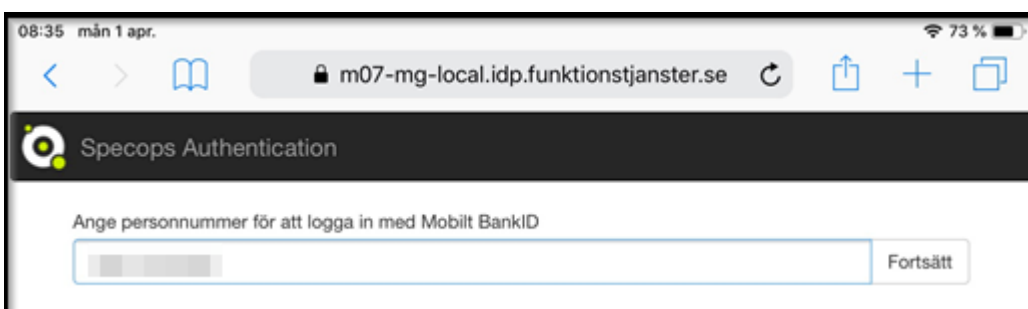 08:35 mån 1 apr. 73 %
m07-mg-local.idp.funktionstjanster.se
Specops Authentication
Ange personnummer för att logga in med Mobilt BankID
Fortsätt